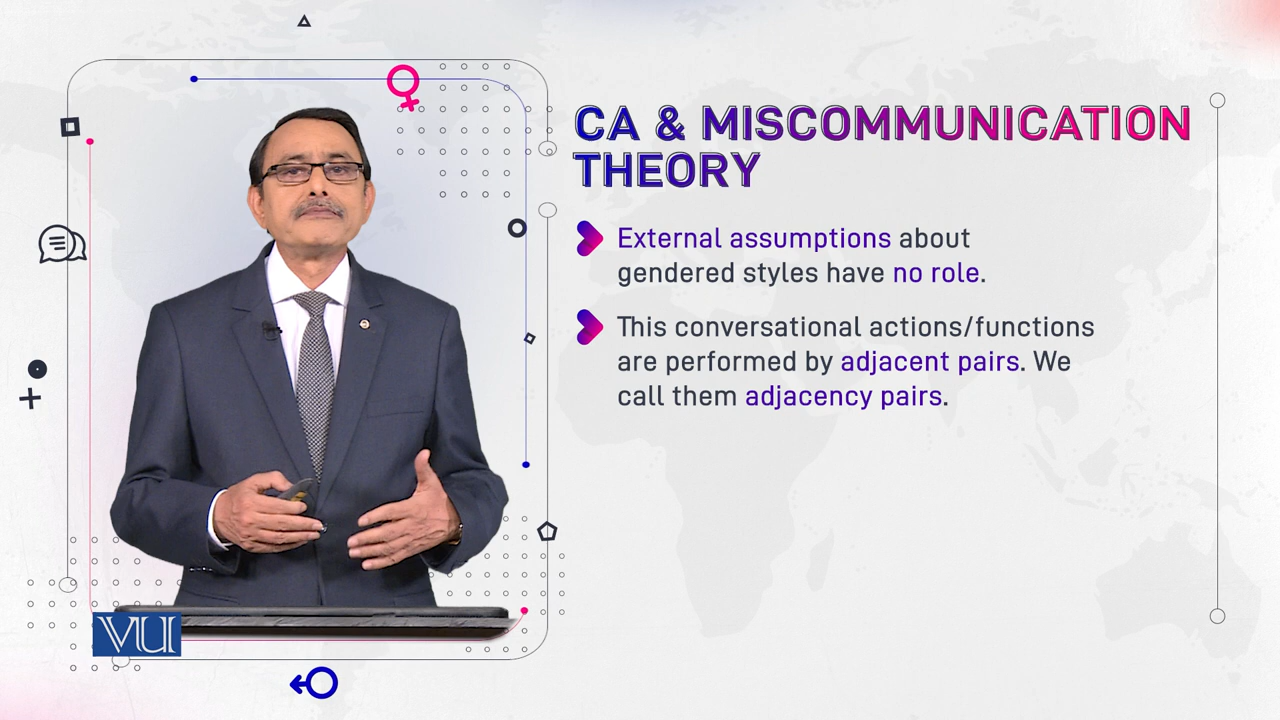 CA & MISCOMMUNICATION
THEORY
External assumptions about
gendered styles have no role.
This conversational actions/functions
are performed by adjacent pairs. We
call them adjacency pairs.
VU